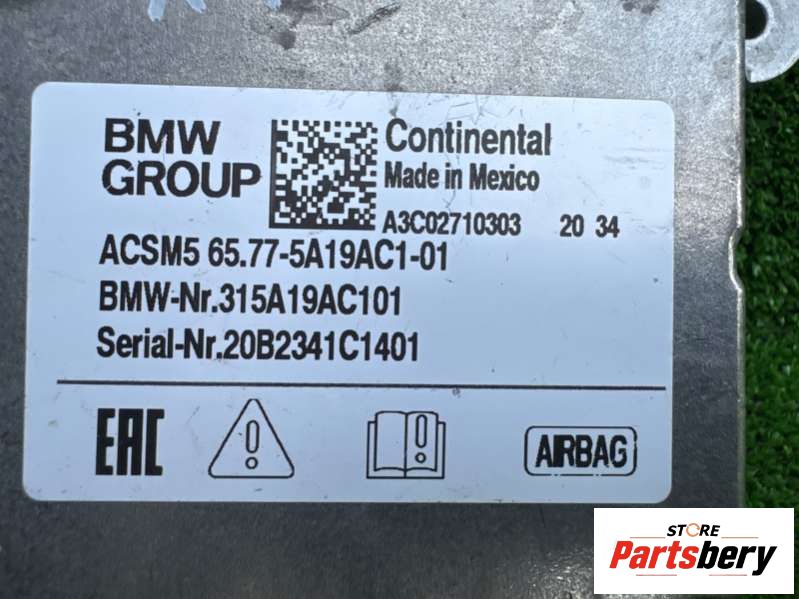 BMW
GROUP
Continental
Made in Mexico
A3C02710303 20 34
ACSM5 65.77-5A19AC1-01
BMW-Nr.315A19AC101
Serial-Nr.20B2341C1401
EAC
AIRBAG
STORE
Partsbery